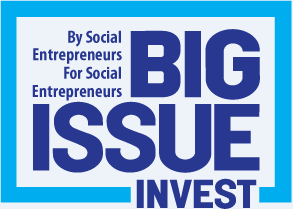 By Social
Entrepreneurs
For Social
Entrepreneurs
BIG
ISSUE
INVEST